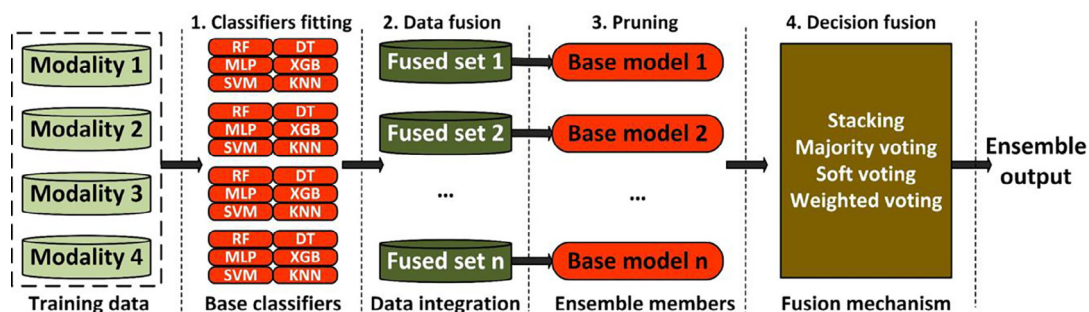 1. Classifiers fitting
2. Data fusion
3. Pruning
4. Decision fusion
Modality 1
Modality 2
Modality 3
Modality 4
Training data
RF DT
MLP XGB
SVM KNN
RF DT
MLP XGB
SVM KNN
RF DT
MLP XGB
SVM KNN
RF DT
MLP XGB
SVM KNN
Base classifiers
Fused set 1
Fused set 2
...
Fused set n
Data integration
Base model 1
Base model 2
...
Base model n
Ensemble members
Stacking
Majority voting
Soft voting
Weighted voting
Fusion mechanism
Ensemble
output